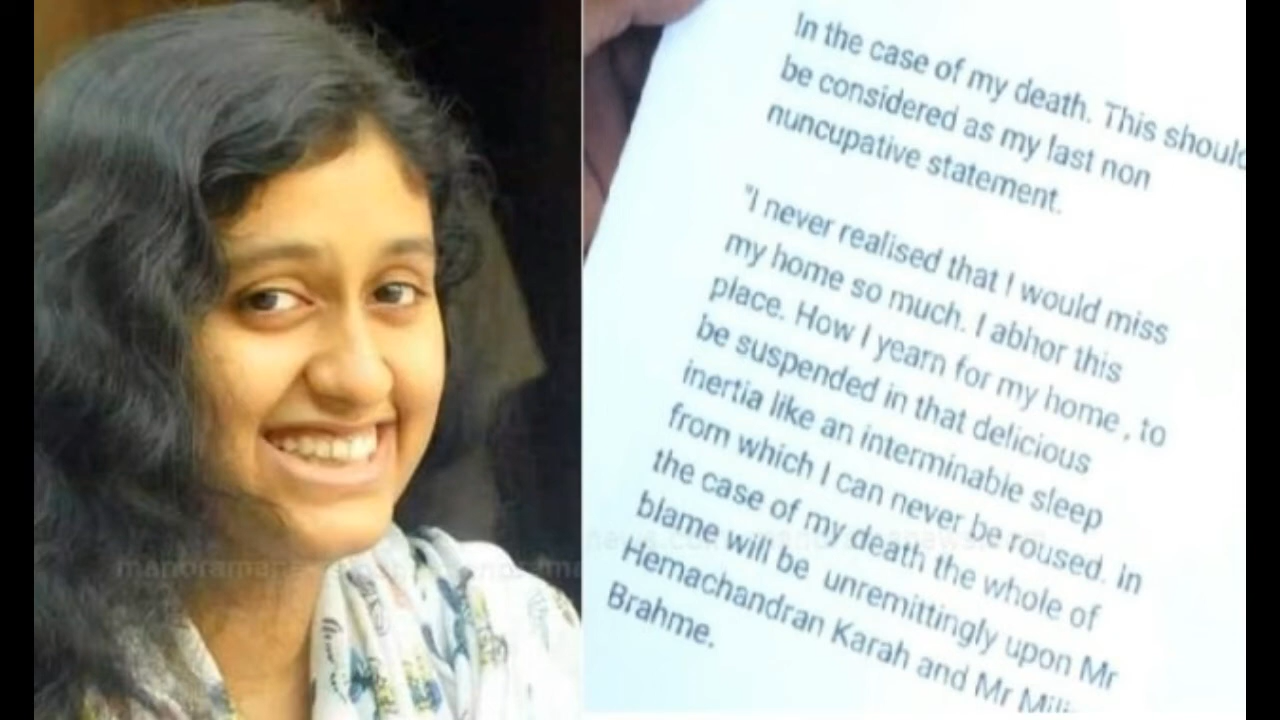 In the case of my death. This should
be considered as my last non
nuncupative statement.
"I never realised that I would miss
my home so much. I abhor this
place. How I yearn for my home , to
be suspended in that delicious
inertia like an interminable sleep
from which I can never be roused. in
the case of my death the whole of
blame will be unremittingly upon Mr
Hemachandran Karah and Mr
Brahme.